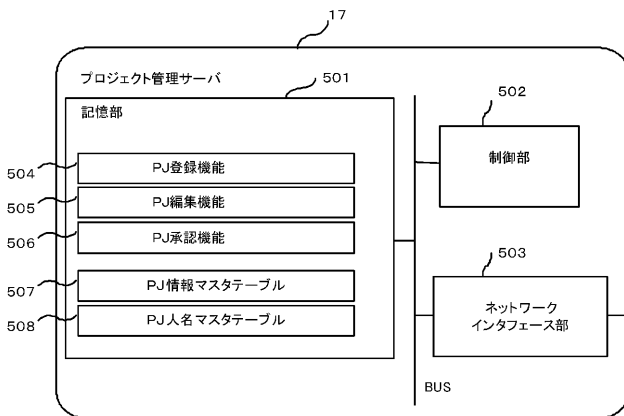 17
プロジェクト管理サーバ
501
記憶部
502
制御部
504
PJ登録機能
505
PJ編集機能
506
PJ承認機能
503
507
PJ情報マスタテーブル
ネットワーク
インタフェース部
508
PJ人名マスタテーブル
BUS